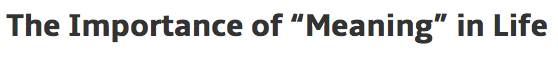 The Importance of “Meaning” in Life